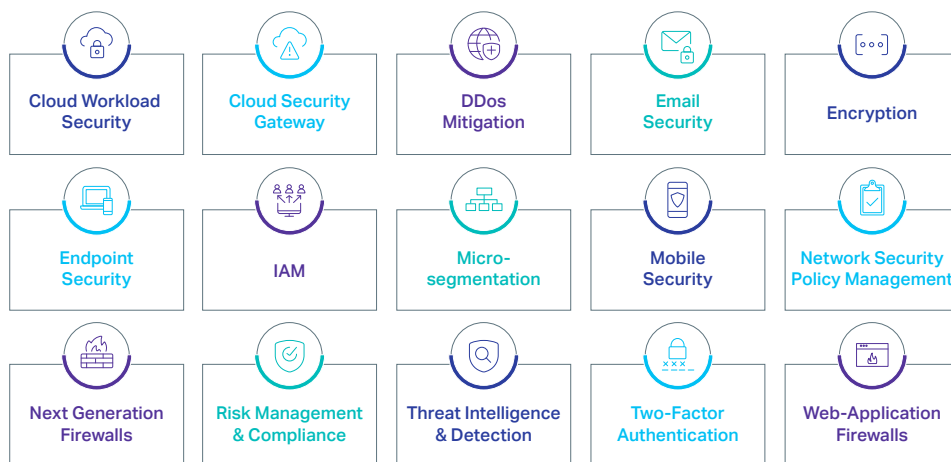 Cloud Workload
Security
Cloud Security
Gateway
DDos
Mitigation
Email
Security
Encryption
Endpoint
Security
IAM
Micro-
segmentation
Mobile
Security
Network Security
Policy Management
Next Generation
Firewalls
Risk Management
& Compliance
Threat Intelligence
& Detection
Two-Factor
Authentication
Web-Application
Firewalls